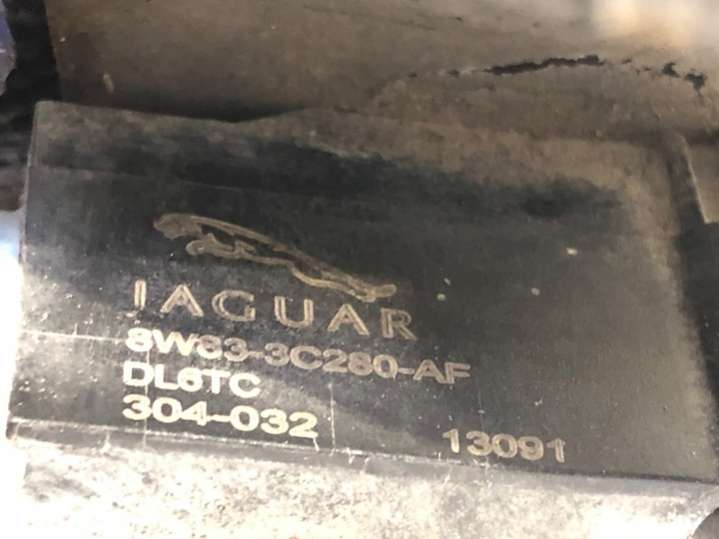 JAGUAR
8W83-3C280-AF
DL6TC
304-032
13091